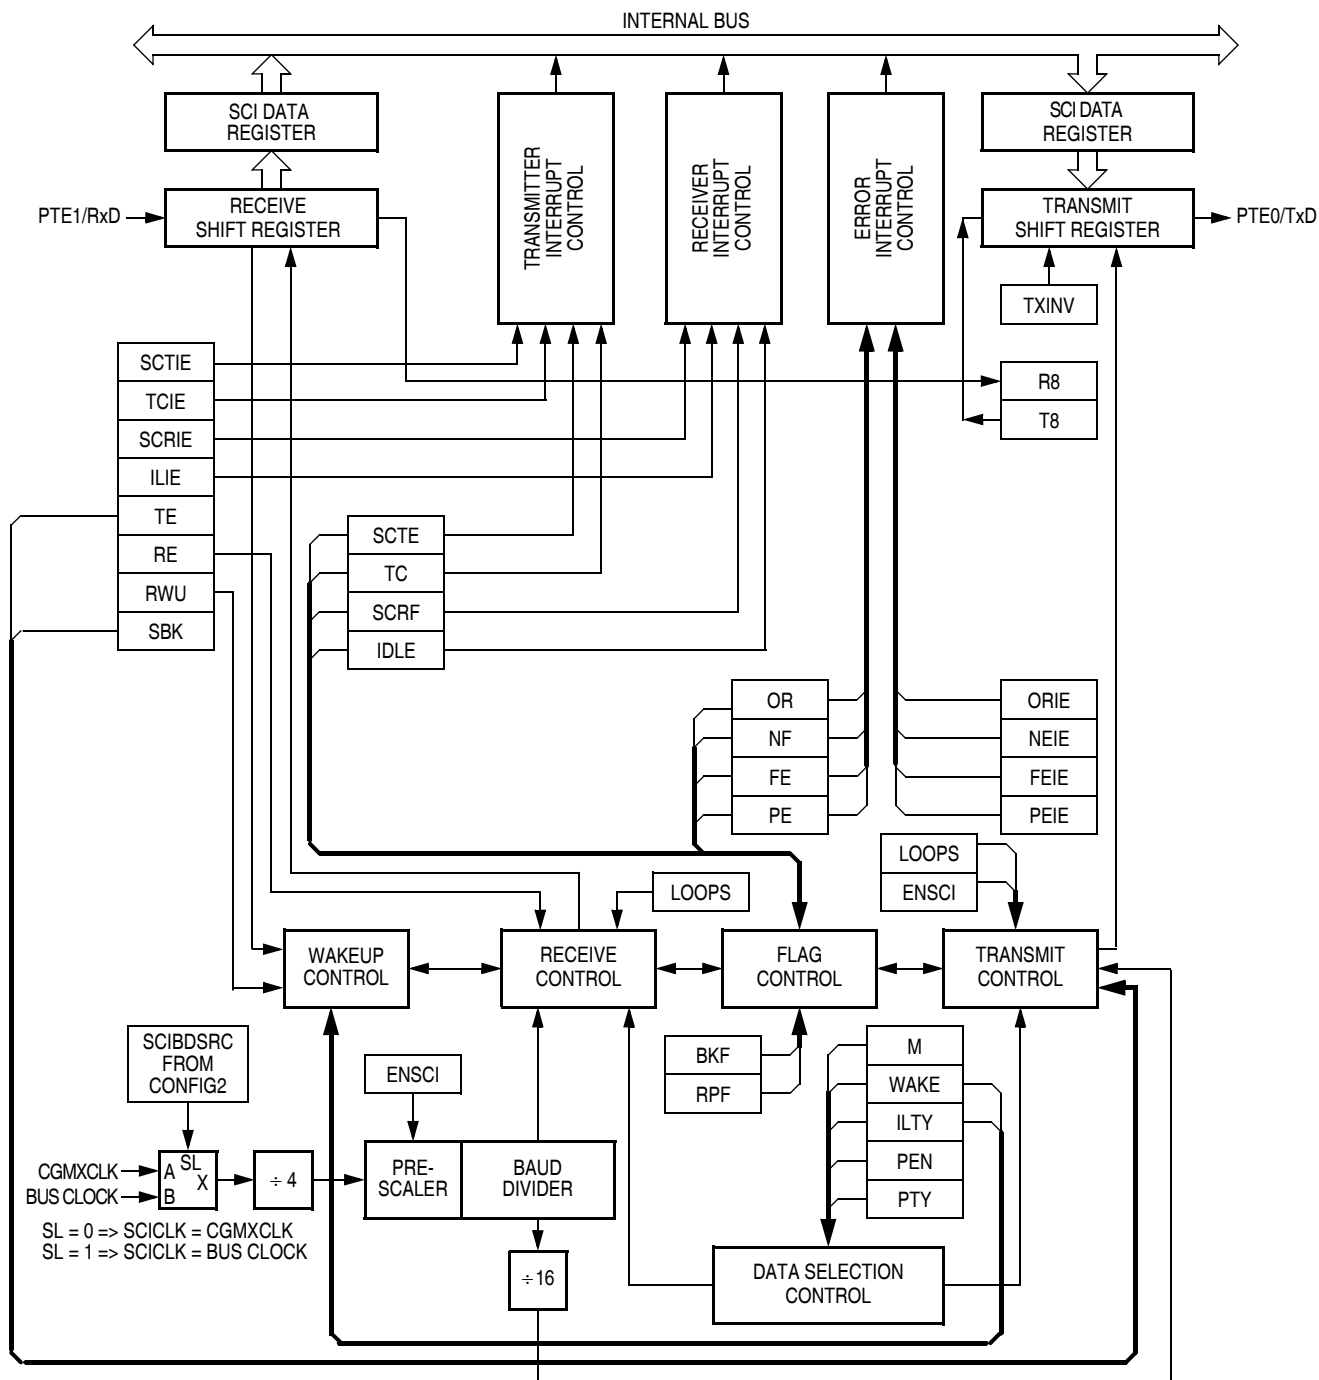 INTERNAL BUS
SCI DATA
REGISTER
SCI DATA
REGISTER
TRANSMITTER
INTERRUPT
CONTROL
RECEIVER
INTERRUPT
CONTROL
ERROR
INTERRUPT
CONTROL
PTE1/RxD
RECEIVE
SHIFT REGISTER
TRANSMIT
SHIFT REGISTER
PTE0/TxD
TXINV
SCTIE
TCIE
SCRIE
ILIE
TE
RE
RWU
SBK
R8
T8
SCTE
TC
SCRF
IDLE
OR
NF
FE
PE
ORIE
NEIE
FEIE
PEIE
LOOPS
ENSCI
LOOPS
WAKEUP
CONTROL
RECEIVE
CONTROL
FLAG
CONTROL
TRANSMIT
CONTROL
SCIBDSRC
FROM
CONFIG2
ENSCI
BKF
RPF
M
WAKE
ILTY
PEN
PTY
CGMXCLK
BUS CLOCK
A
SL
X
B
÷ 4
PRE-
SCALER
BAUD
DIVIDER
SL = 0 => SCICLK = CGMXCLK
SL = 1 => SCICLK = BUS CLOCK
÷16
DATA SELECTION
CONTROL